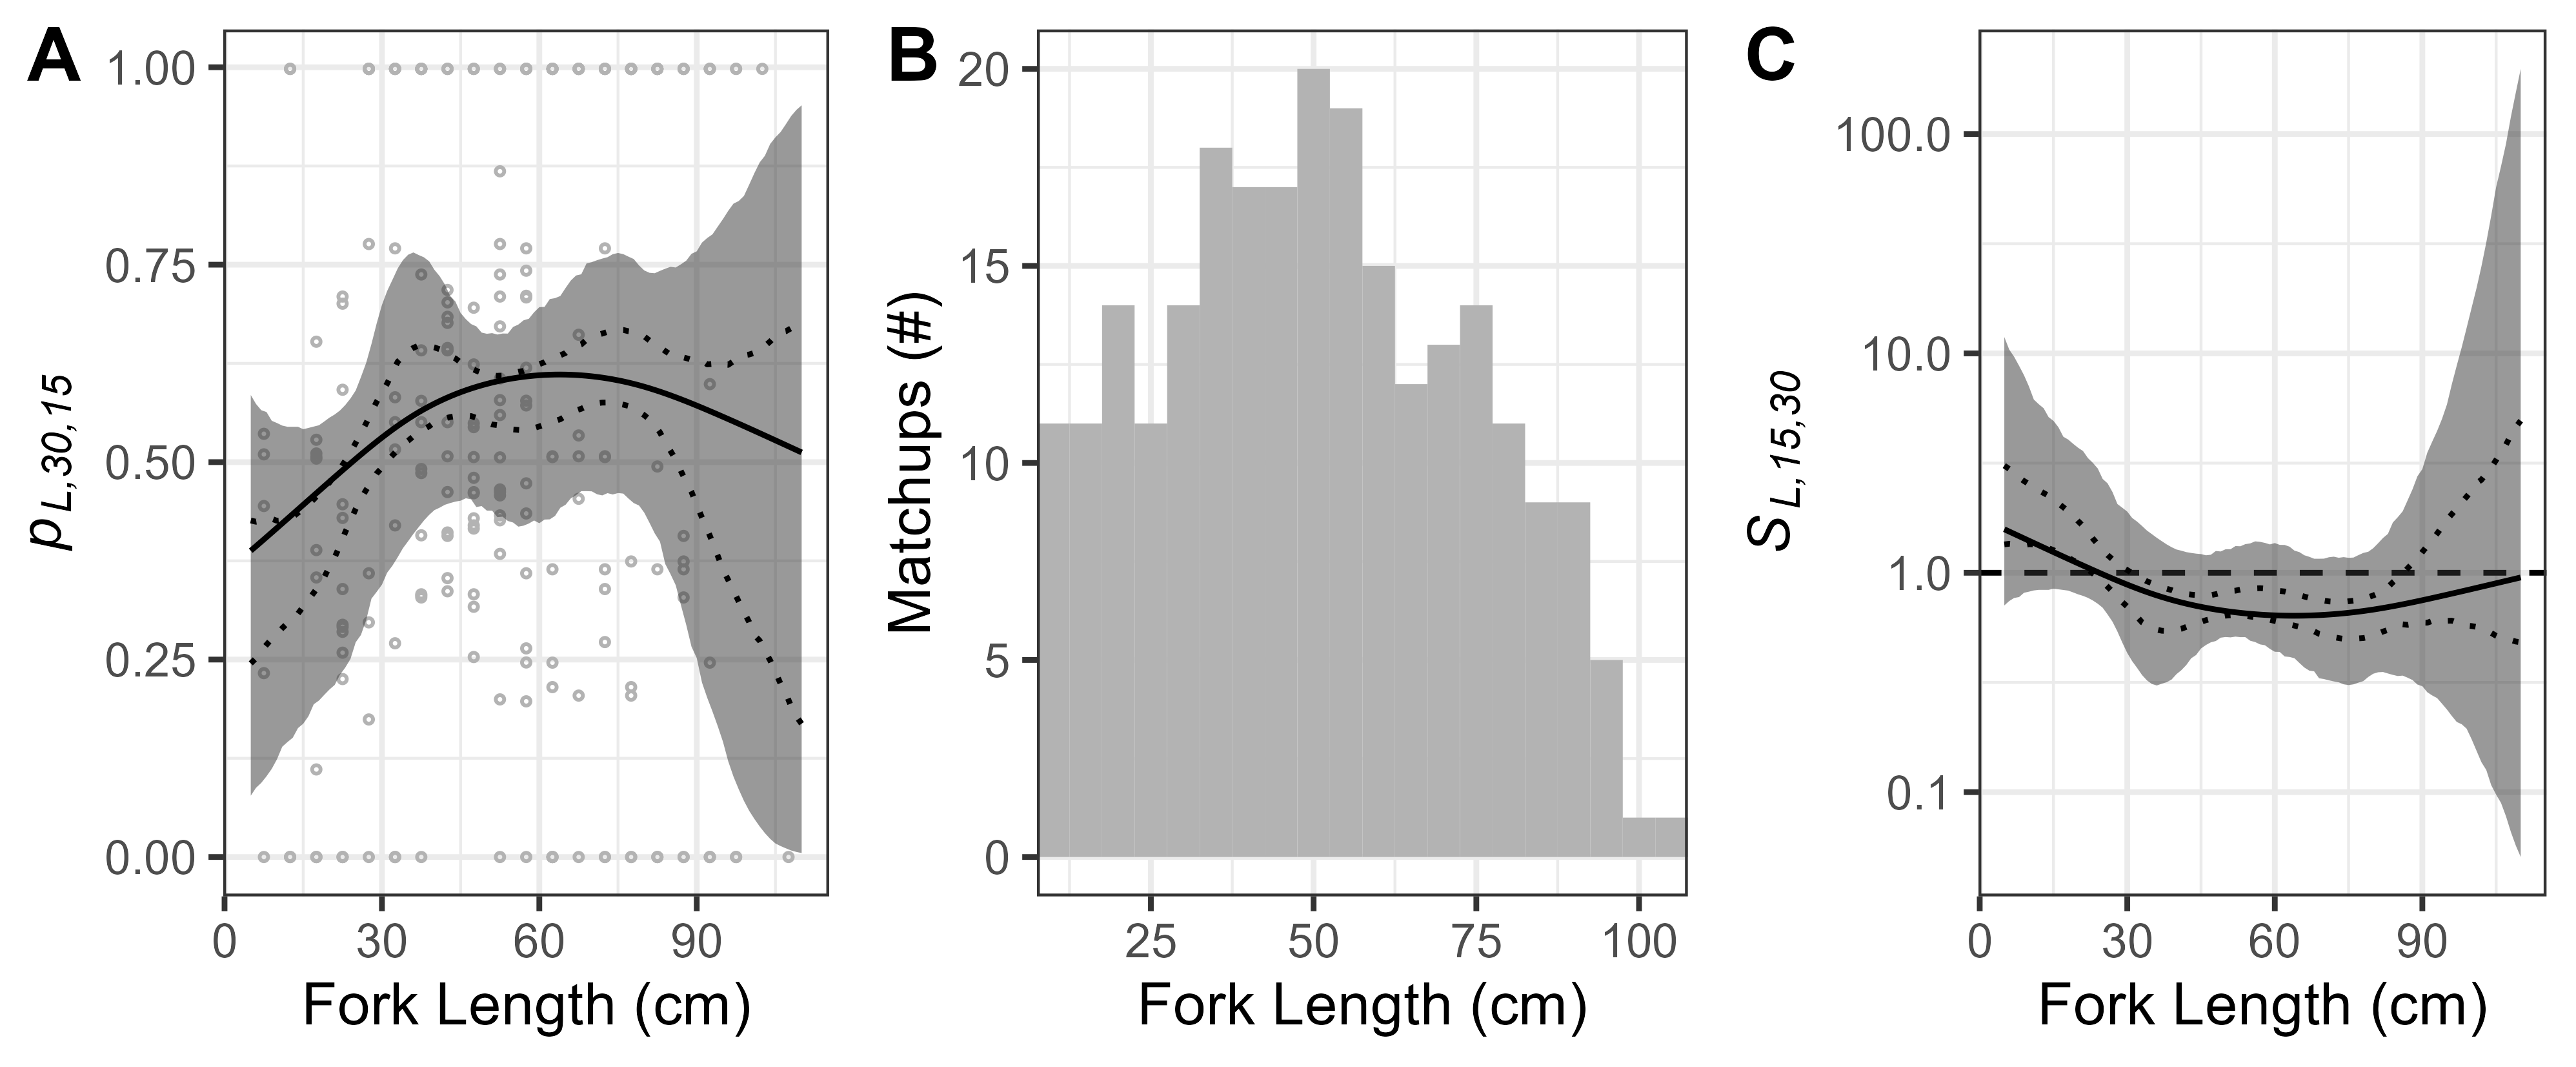 A
1.00
0.75
0.50
0.25
0.00
p L,30,15
0 30 60 90
Fork Length (cm)
B
20
15
10
5
0
Matchups (#)
25 50 75 100
Fork Length (cm)
C
100.0
10.0
1.0
0.1
S L,15,30
0 30 60 90
Fork Length (cm)